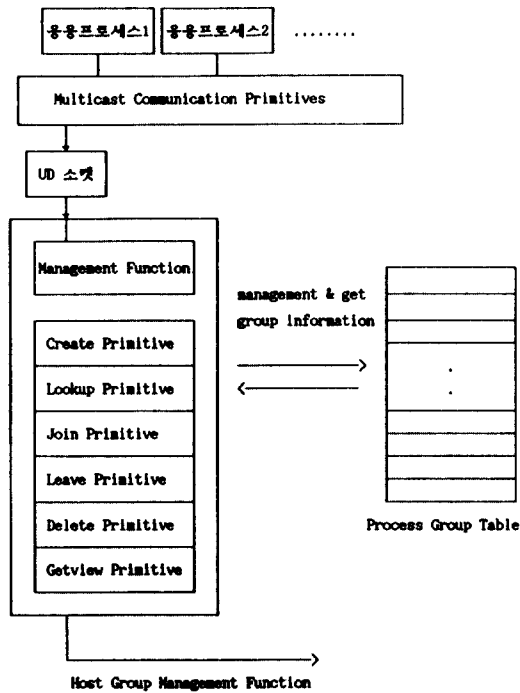 응용프로세스1
응용프로세스2
........
Multicast Communication Primitives
UD 소켓
Management Function
management & get
group information
Create Primitive
Lookup Primitive
Join Primitive
Leave Primitive
Delete Primitive
Getview Primitive
Process Group Table
Host Group Management Function